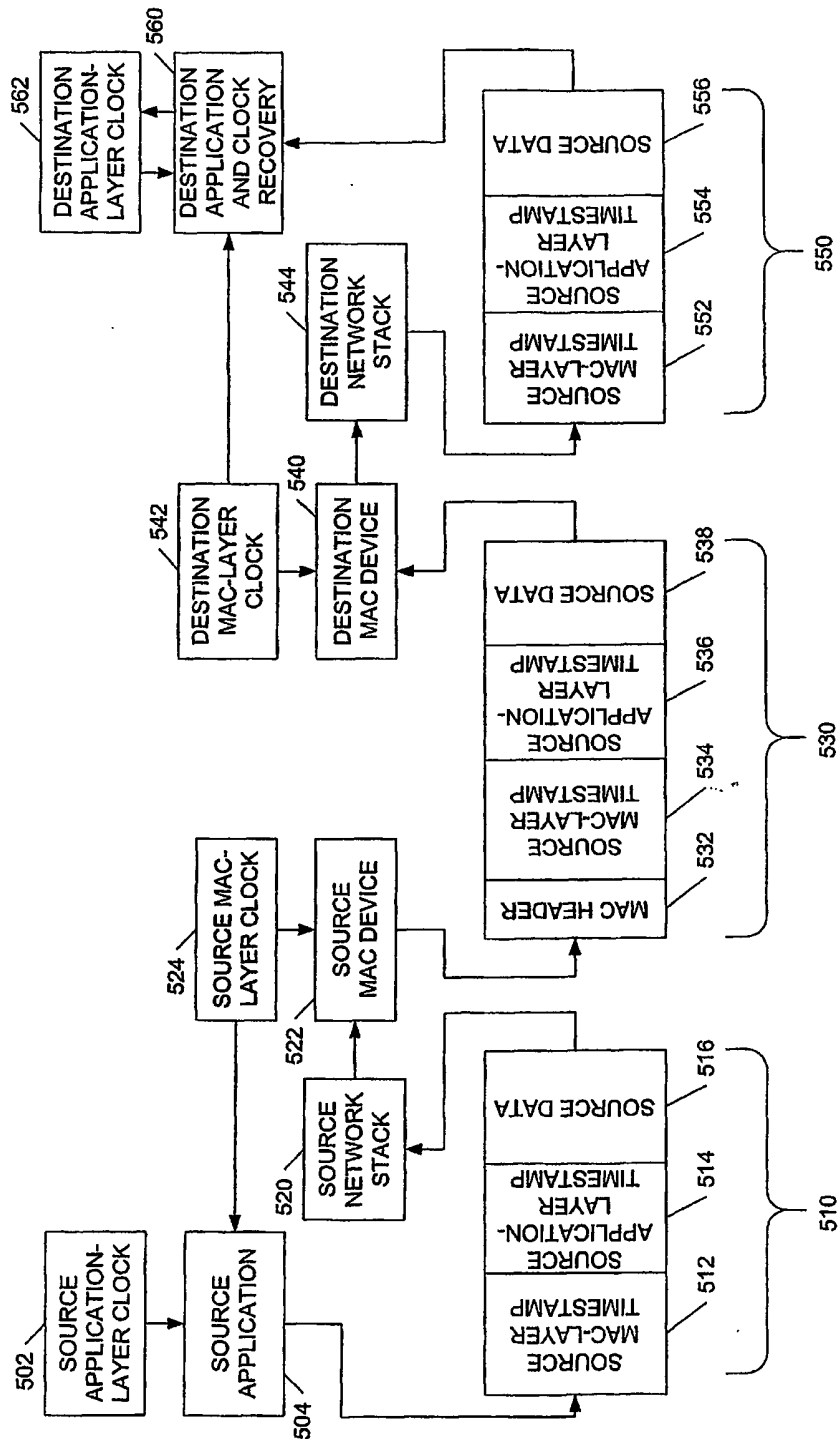 502
SOURCE
APPLICATION-
LAYER CLOCK
SOURCE
APPLICATION
504
524
SOURCE MAC-
LAYER CLOCK
SOURCE
MAC DEVICE
522
SOURCE
NETWORK
STACK
520
SOURCE
MAC-LAYER
TIMESTAMP
SOURCE
APPLICATION-
LAYER
TIMESTAMP
SOURCE DATA
512
514
516
510
MAC HEADER
SOURCE
MAC-LAYER
TIMESTAMP
SOURCE
APPLICATION-
LAYER
TIMESTAMP
SOURCE DATA
532
534
536
538
530
542
DESTINATION
MAC-LAYER
CLOCK
540
DESTINATION
MAC DEVICE
544
DESTINATION
NETWORK
STACK
562
DESTINATION
APPLICATION-
LAYER CLOCK
560
DESTINATION
APPLICATION
AND CLOCK
RECOVERY
SOURCE
MAC-LAYER
TIMESTAMP
SOURCE
APPLICATION-
LAYER
TIMESTAMP
SOURCE DATA
552
554
556
550